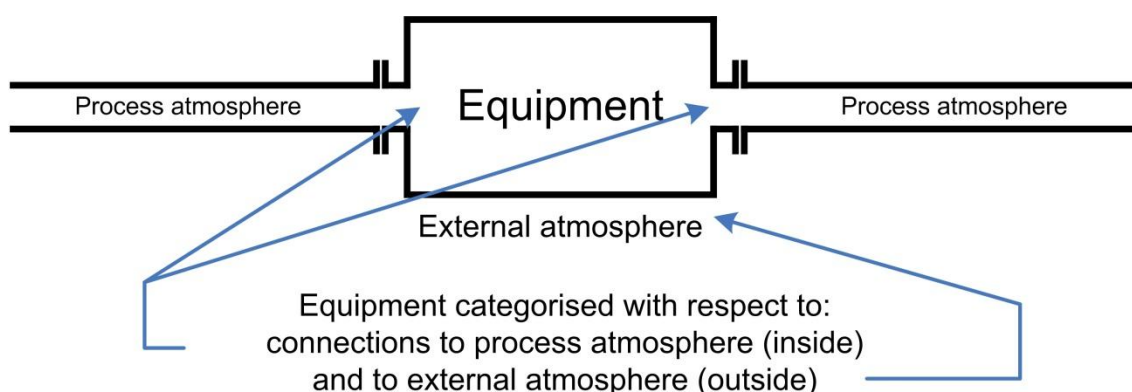 Process atmosphere
Equipment
Process atmosphere
External atmosphere
Equipment categorised with respect to:
connections to process atmosphere (inside)
and to external atmosphere (outside)